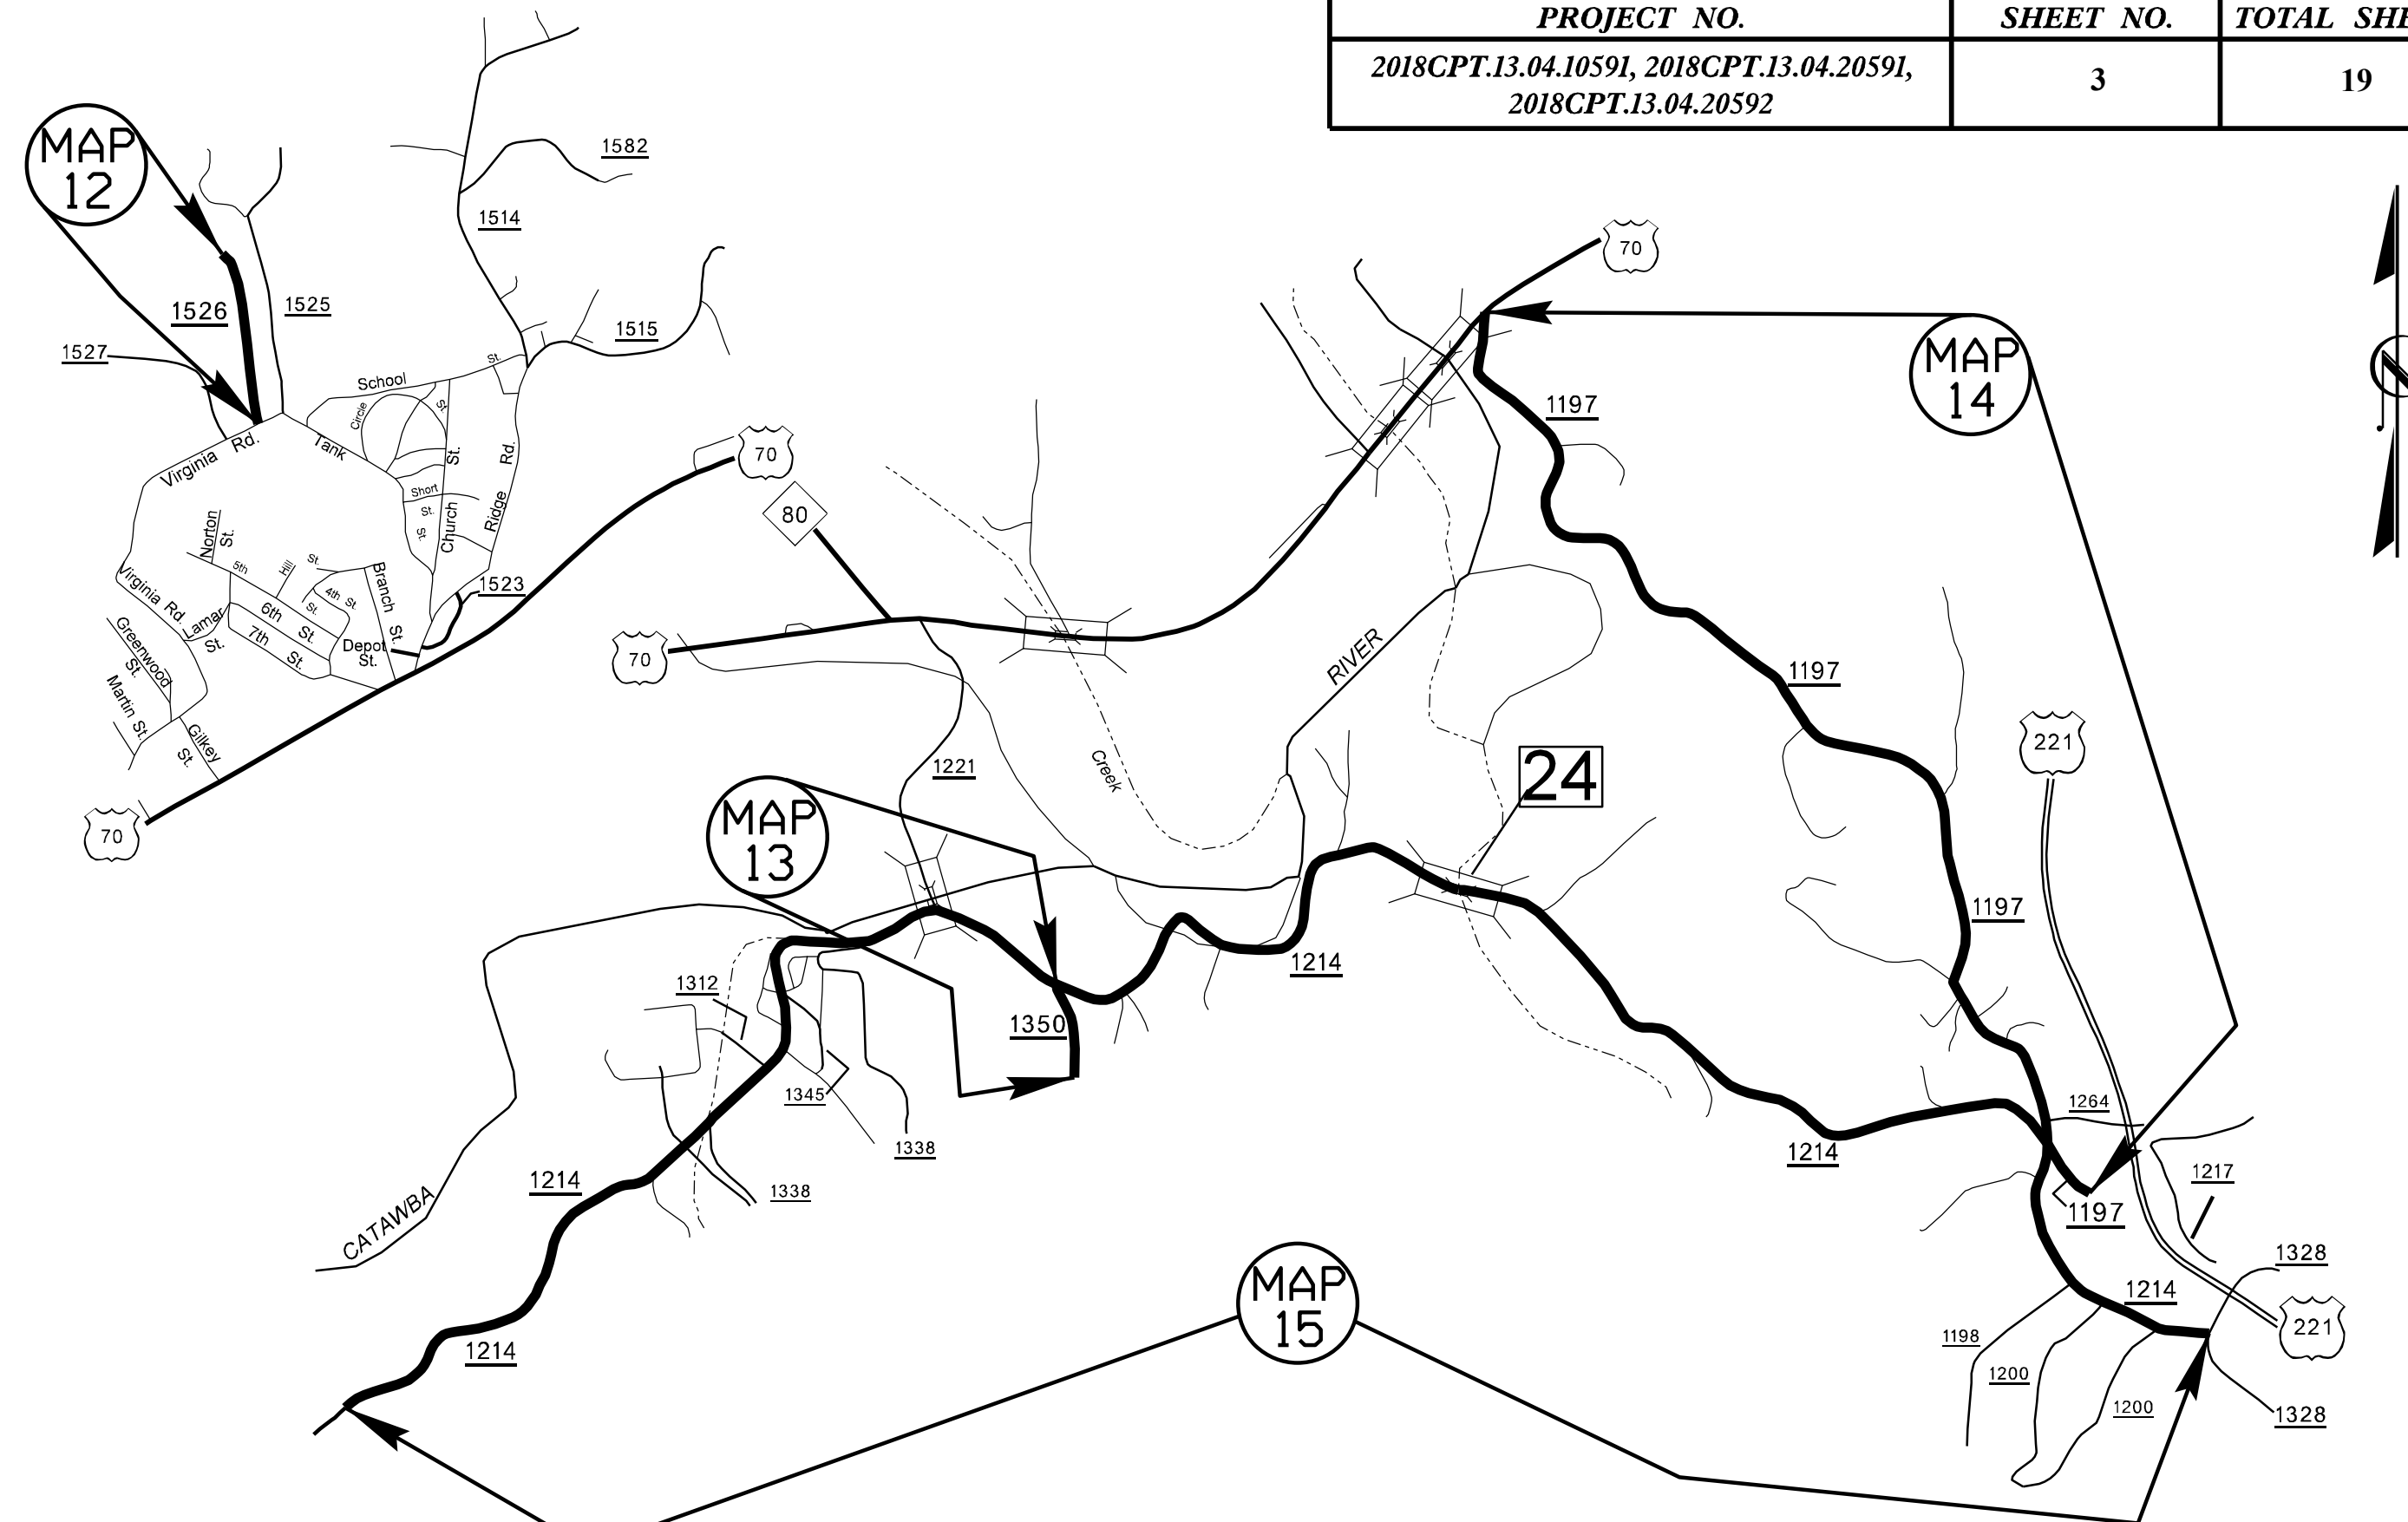 PROJECT NO.
SHEET NO.
TOTAL SHE
2018CPT.13.04.10591, 2018CPT.13.04.20591,
2018CPT.13.04.20592
3
19
MAP
12
1582
1514
1526
1525
1527
1515
School
St.
Circle
St.
Virginia Rd.
Tank
St.
Rd.
Short
St.
St.
Church
Ridge
Norton
St.
5th
Hill
St.
4th St.
St.
Branch
St.
1523
Virginia Rd.
Lamar
St.
6th St.
7th St.
Depot
St.
Greenwood
St.
Martin St.
Gilkey
St.
70
70
80
70
70
MAP
14
N
1197
RIVER
1197
221
Creek
1221
24
MAP
13
1197
1214
1312
1350
1345
1338
1264
1214
1214
1338
1217
1197
CATAWBA
1328
MAP
15
1214
221
1198
1214
1200
1200
1328